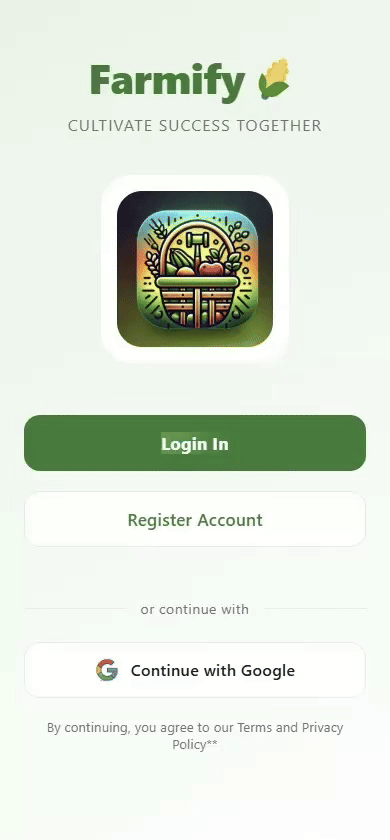 Farmify
CULTIVATE SUCCESS TOGETHER
Login In
Register Account
or continue with
Continue with Google
By continuing, you agree to our Terms and Privacy
Policy**